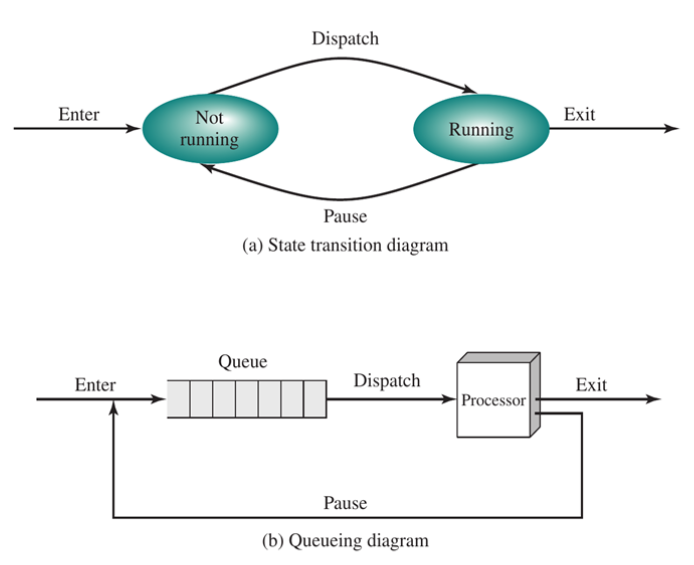 Dispatch
Enter
Not
running
Running
Exit
Pause
(a) State transition diagram
Queue
Enter
Dispatch
Processor
Exit
Pause
(b) Queueing diagram